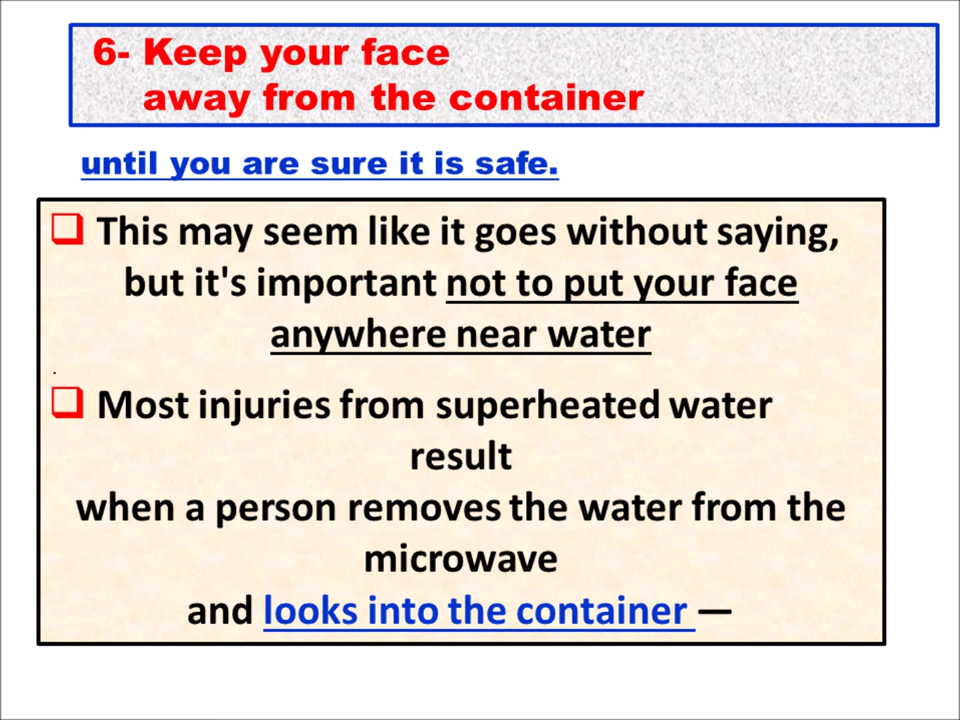 6- Keep your face
away from the container
until you are sure it is safe.
❑ This may seem like it goes without saying,
but it's important not to put your face
anywhere near water
.
❑ Most injuries from superheated water
result
when a person removes the water from the
microwave
and looks into the container —